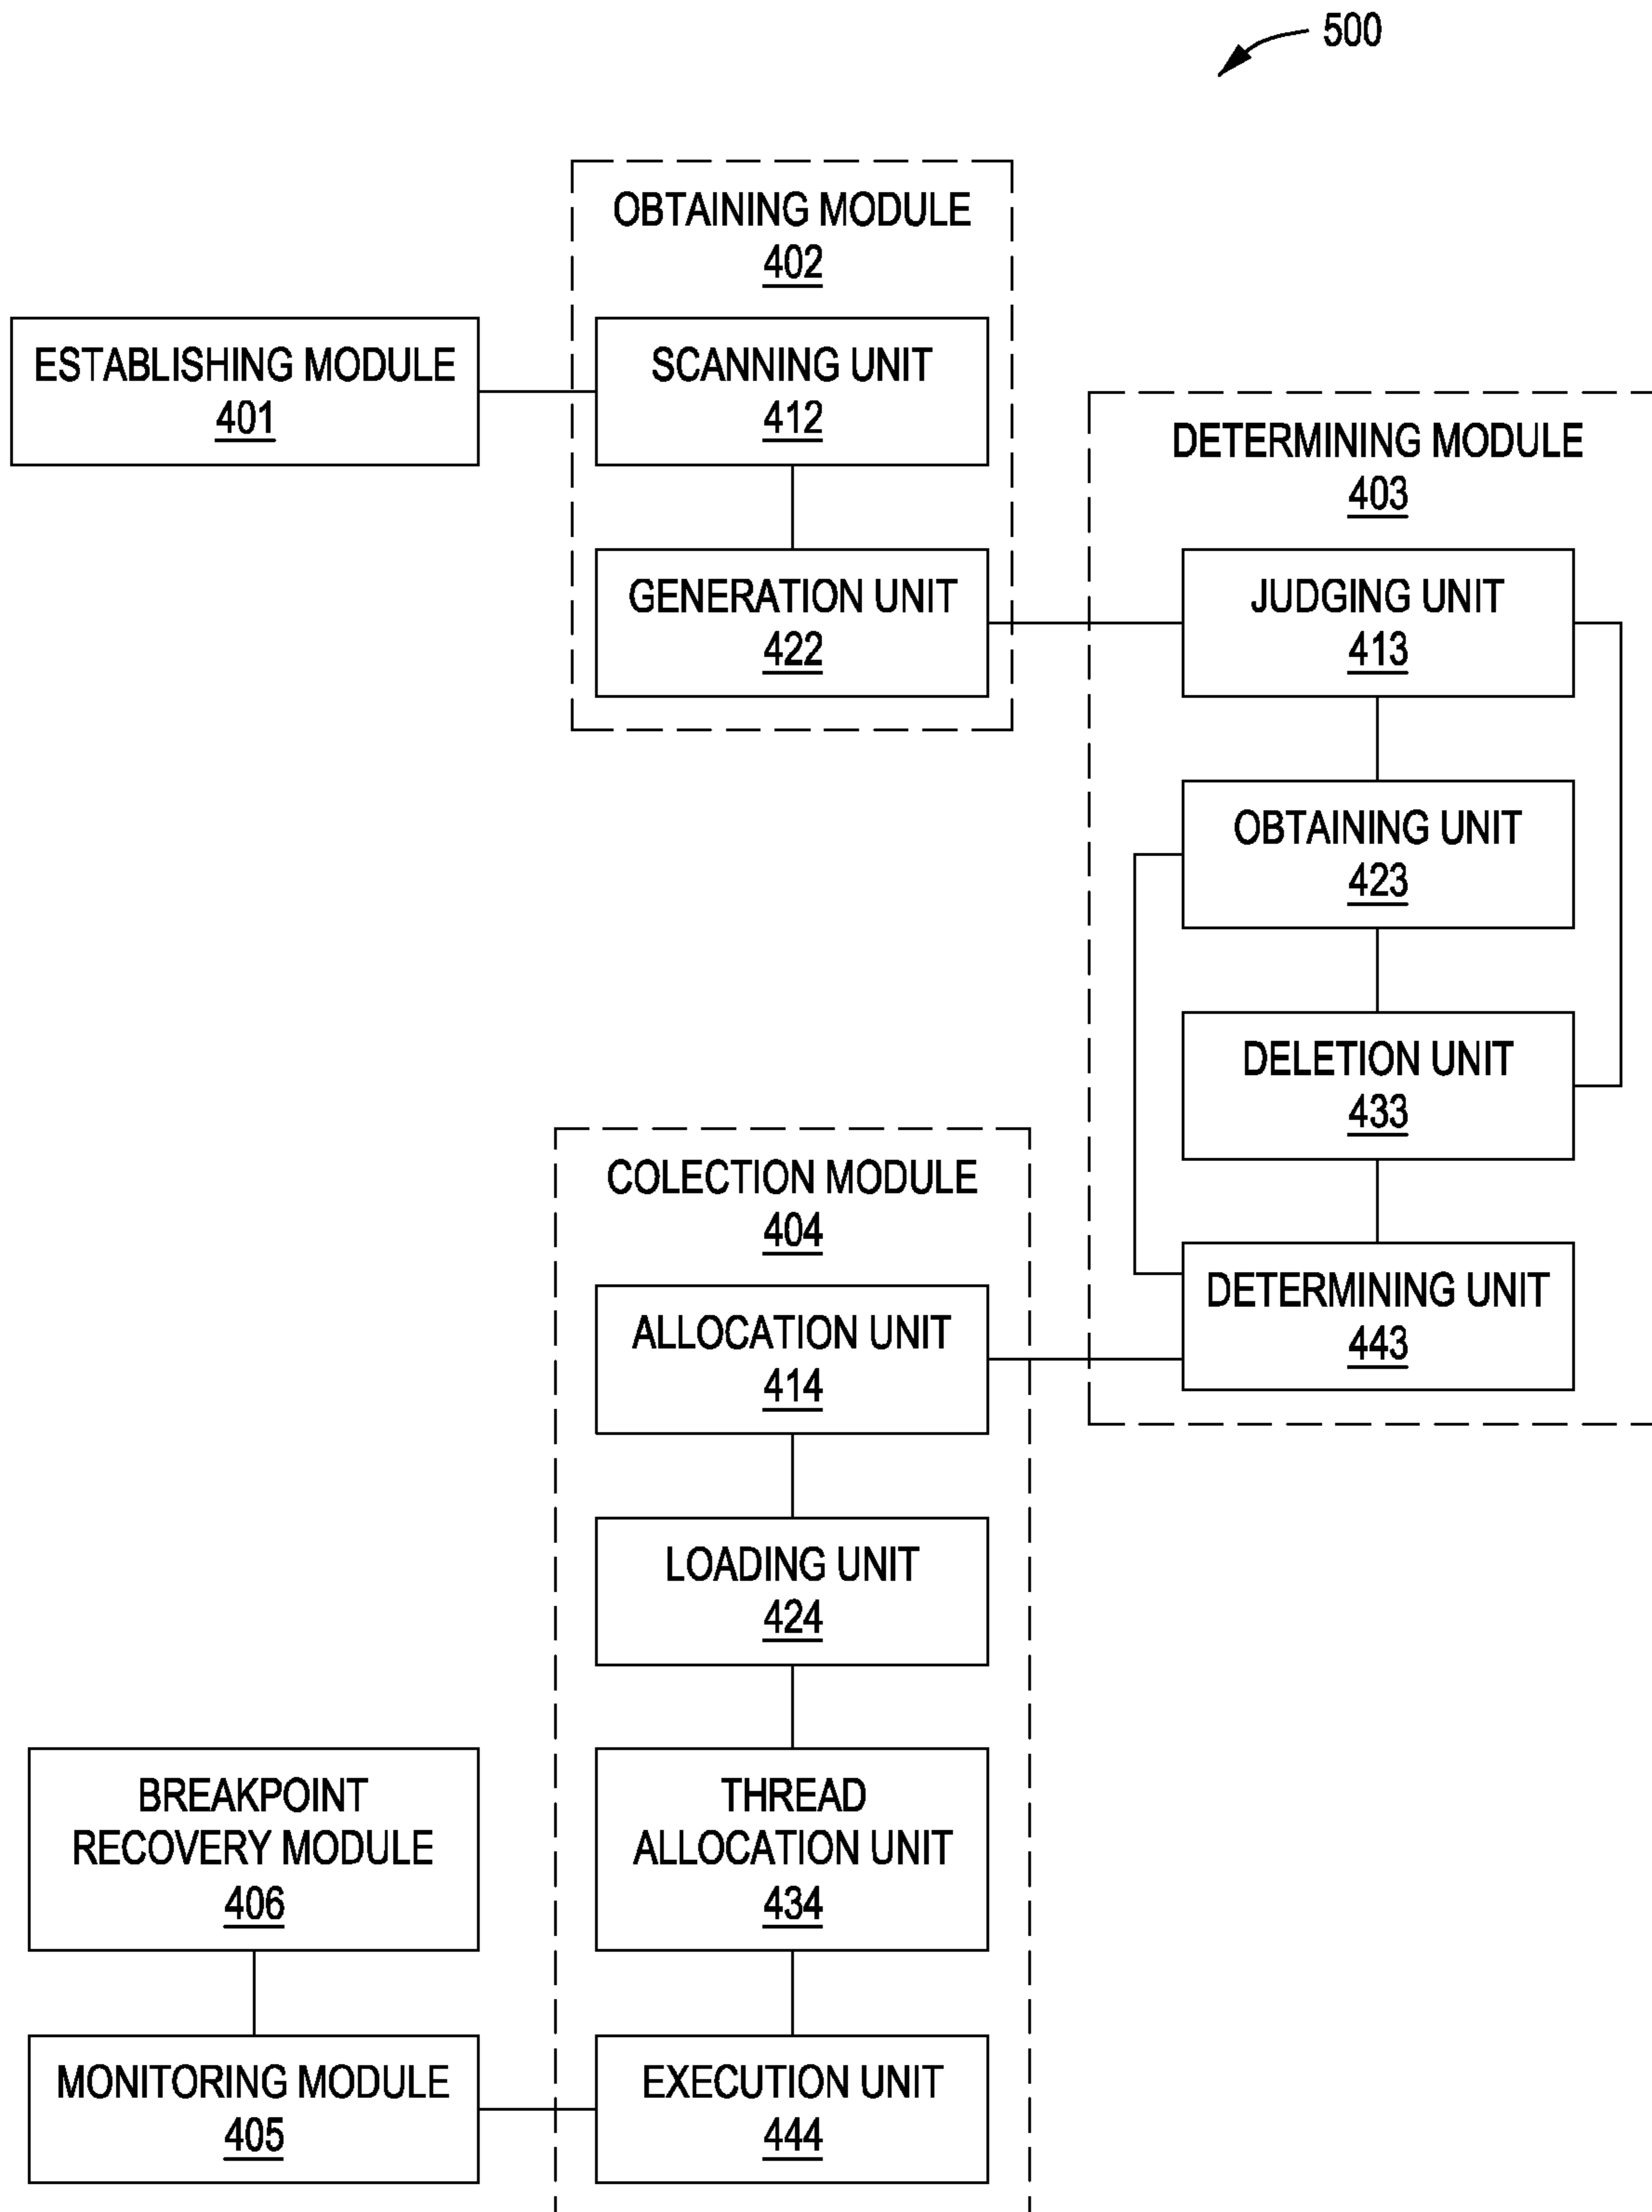 500
OBTAINING MODULE
402
ESTABLISHING MODULE
401
SCANNING UNIT
412
GENERATION UNIT
422
DETERMINING MODULE
403
JUDGING UNIT
413
OBTAINING UNIT
423
DELETION UNIT
433
DETERMINING UNIT
443
COLECTION MODULE
404
ALLOCATION UNIT
414
LOADING UNIT
424
THREAD
ALLOCATION UNIT
434
EXECUTION UNIT
444
BREAKPOINT
RECOVERY MODULE
406
MONITORING MODULE
405